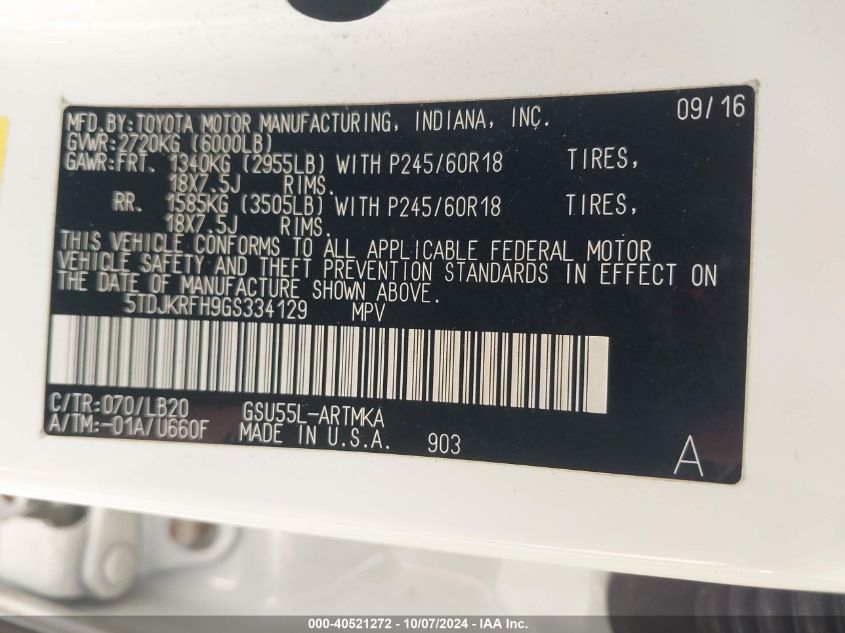 09/16
MFD.BY:TOYOTA MOTOR MANUFACTURING, INDIANA, INC.
GVWR:2720KG (6000LB)
GAWR:FRT. 1340KG (2955LB) WITH P245/60R18 TIRES,
18X7.5J RIMS.
RR. 1585KG (3505LB) WITH P245/60R18 TIRES,
18X7.5J RIMS.
THIS VEHICLE CONFORMS TO ALL APPLICABLE FEDERAL MOTOR
VEHICLE SAFETY AND THEFT PREVENTION STANDARDS IN EFFECT ON
THE DATE OF MANUFACTURE SHOWN ABOVE.
5TDJKRFH9GS334129 MPV
C/TR:070/LB20 GSU55L-ARTMKA
A/TM:-01A/U660F MADE IN U.S.A. 903
A
000-40521272 - 10/07/2024 - IAA Inc.